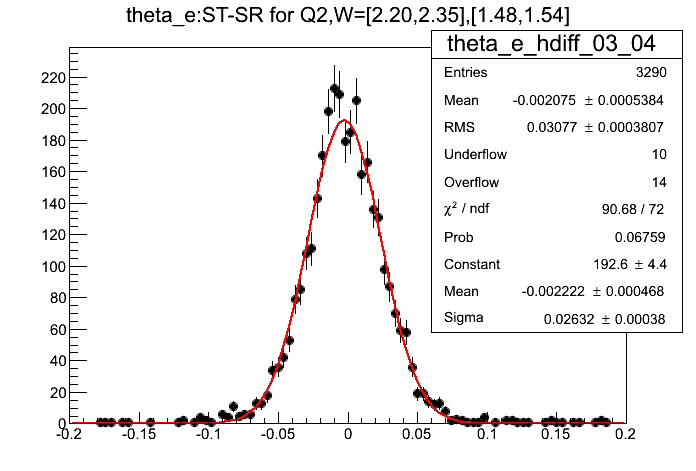 theta_e:ST-SR for Q2,W=[2.20,2.35],[1.48,1.54]
theta_e_hdiff_03_04
Entries 3290
Mean -0.002075 ± 0.0005384
RMS 0.03077 ± 0.0003807
Underflow 10
Overflow 14
χ² / ndf 90.68 / 72
Prob 0.06759
Constant 192.6 ± 4.4
Mean -0.002222 ± 0.000468
Sigma 0.02632 ± 0.00038
220
200
180
160
140
120
100
80
60
40
20
0
-0.2 -0.15 -0.1 -0.05 0 0.05 0.1 0.15 0.2